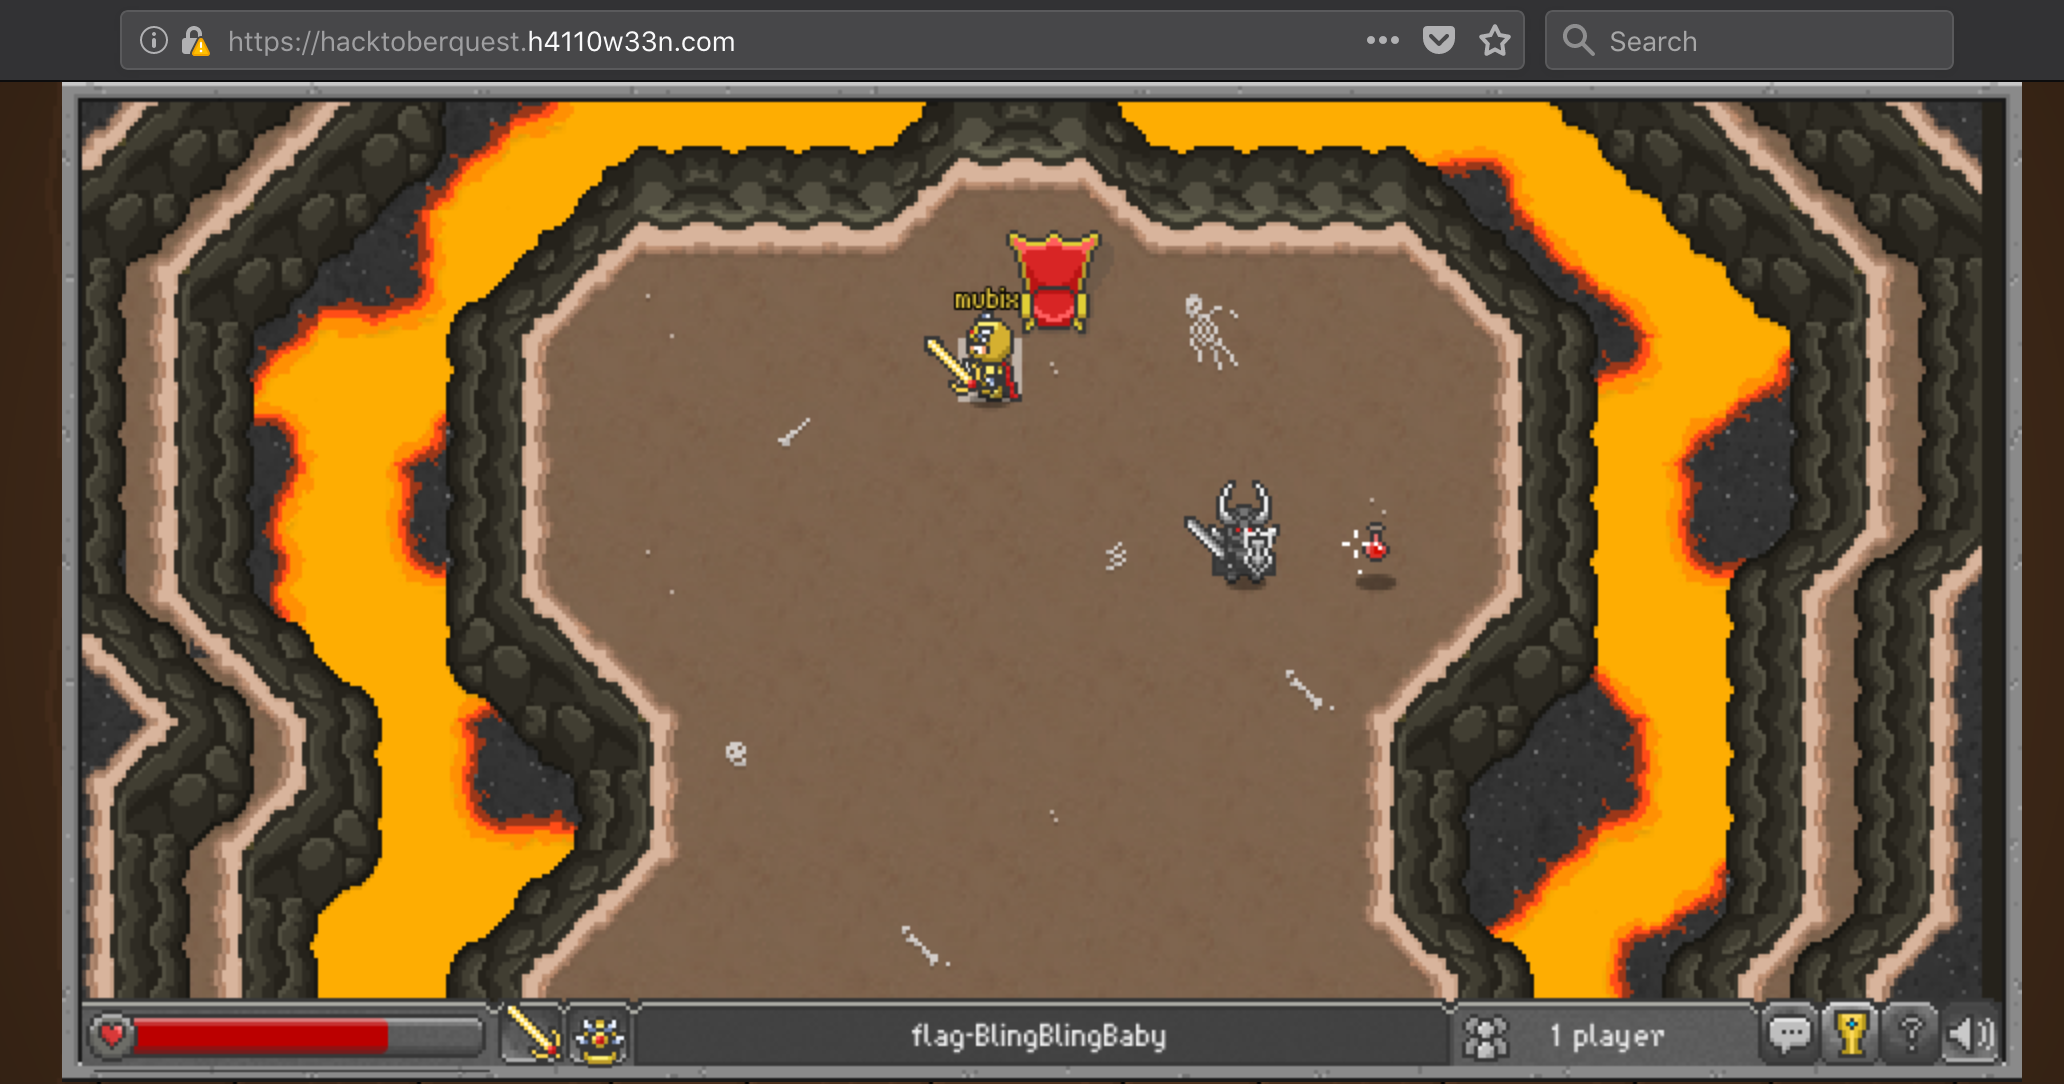 https://hacktoberquest.h4110w33n.com
Search
mubix
flag-BlingBlingBaby
1 player
?